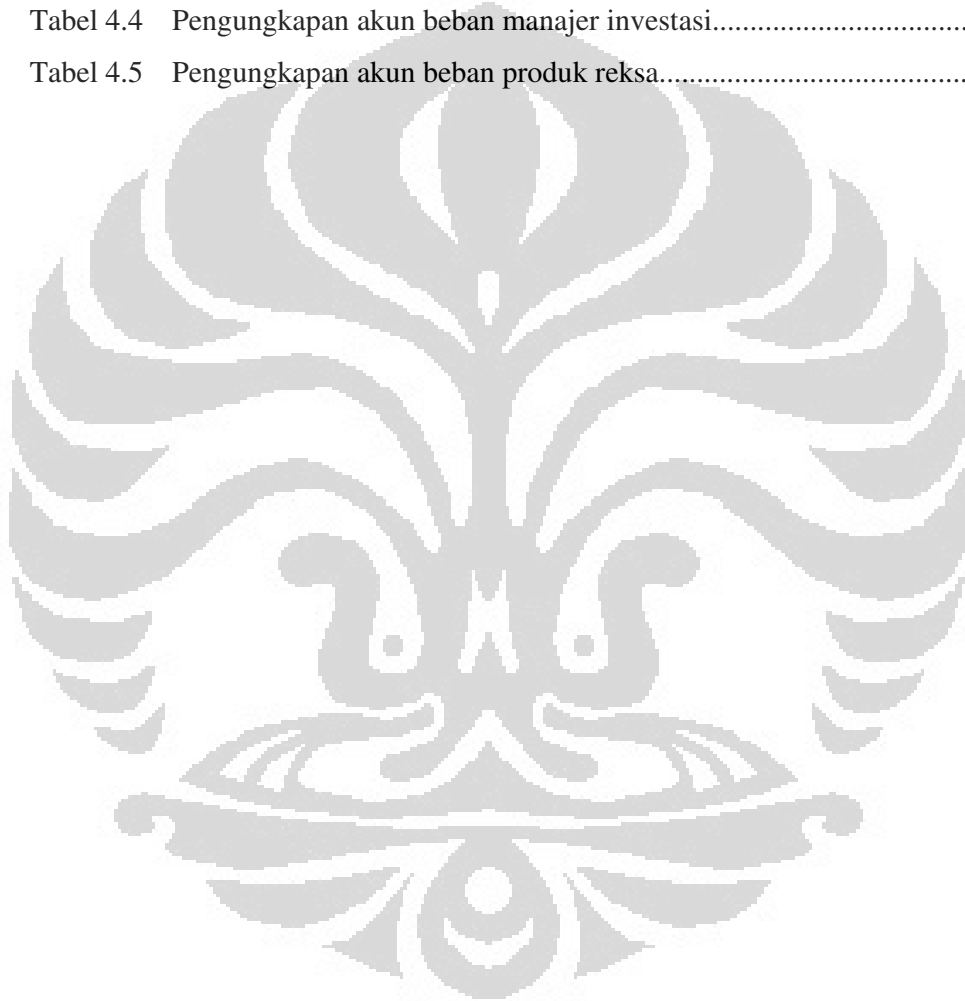 Tabel 4.4 Pengungkapan akun beban manajer investasi..................................
Tabel 4.5 Pengungkapan akun beban produk reksa.........................................